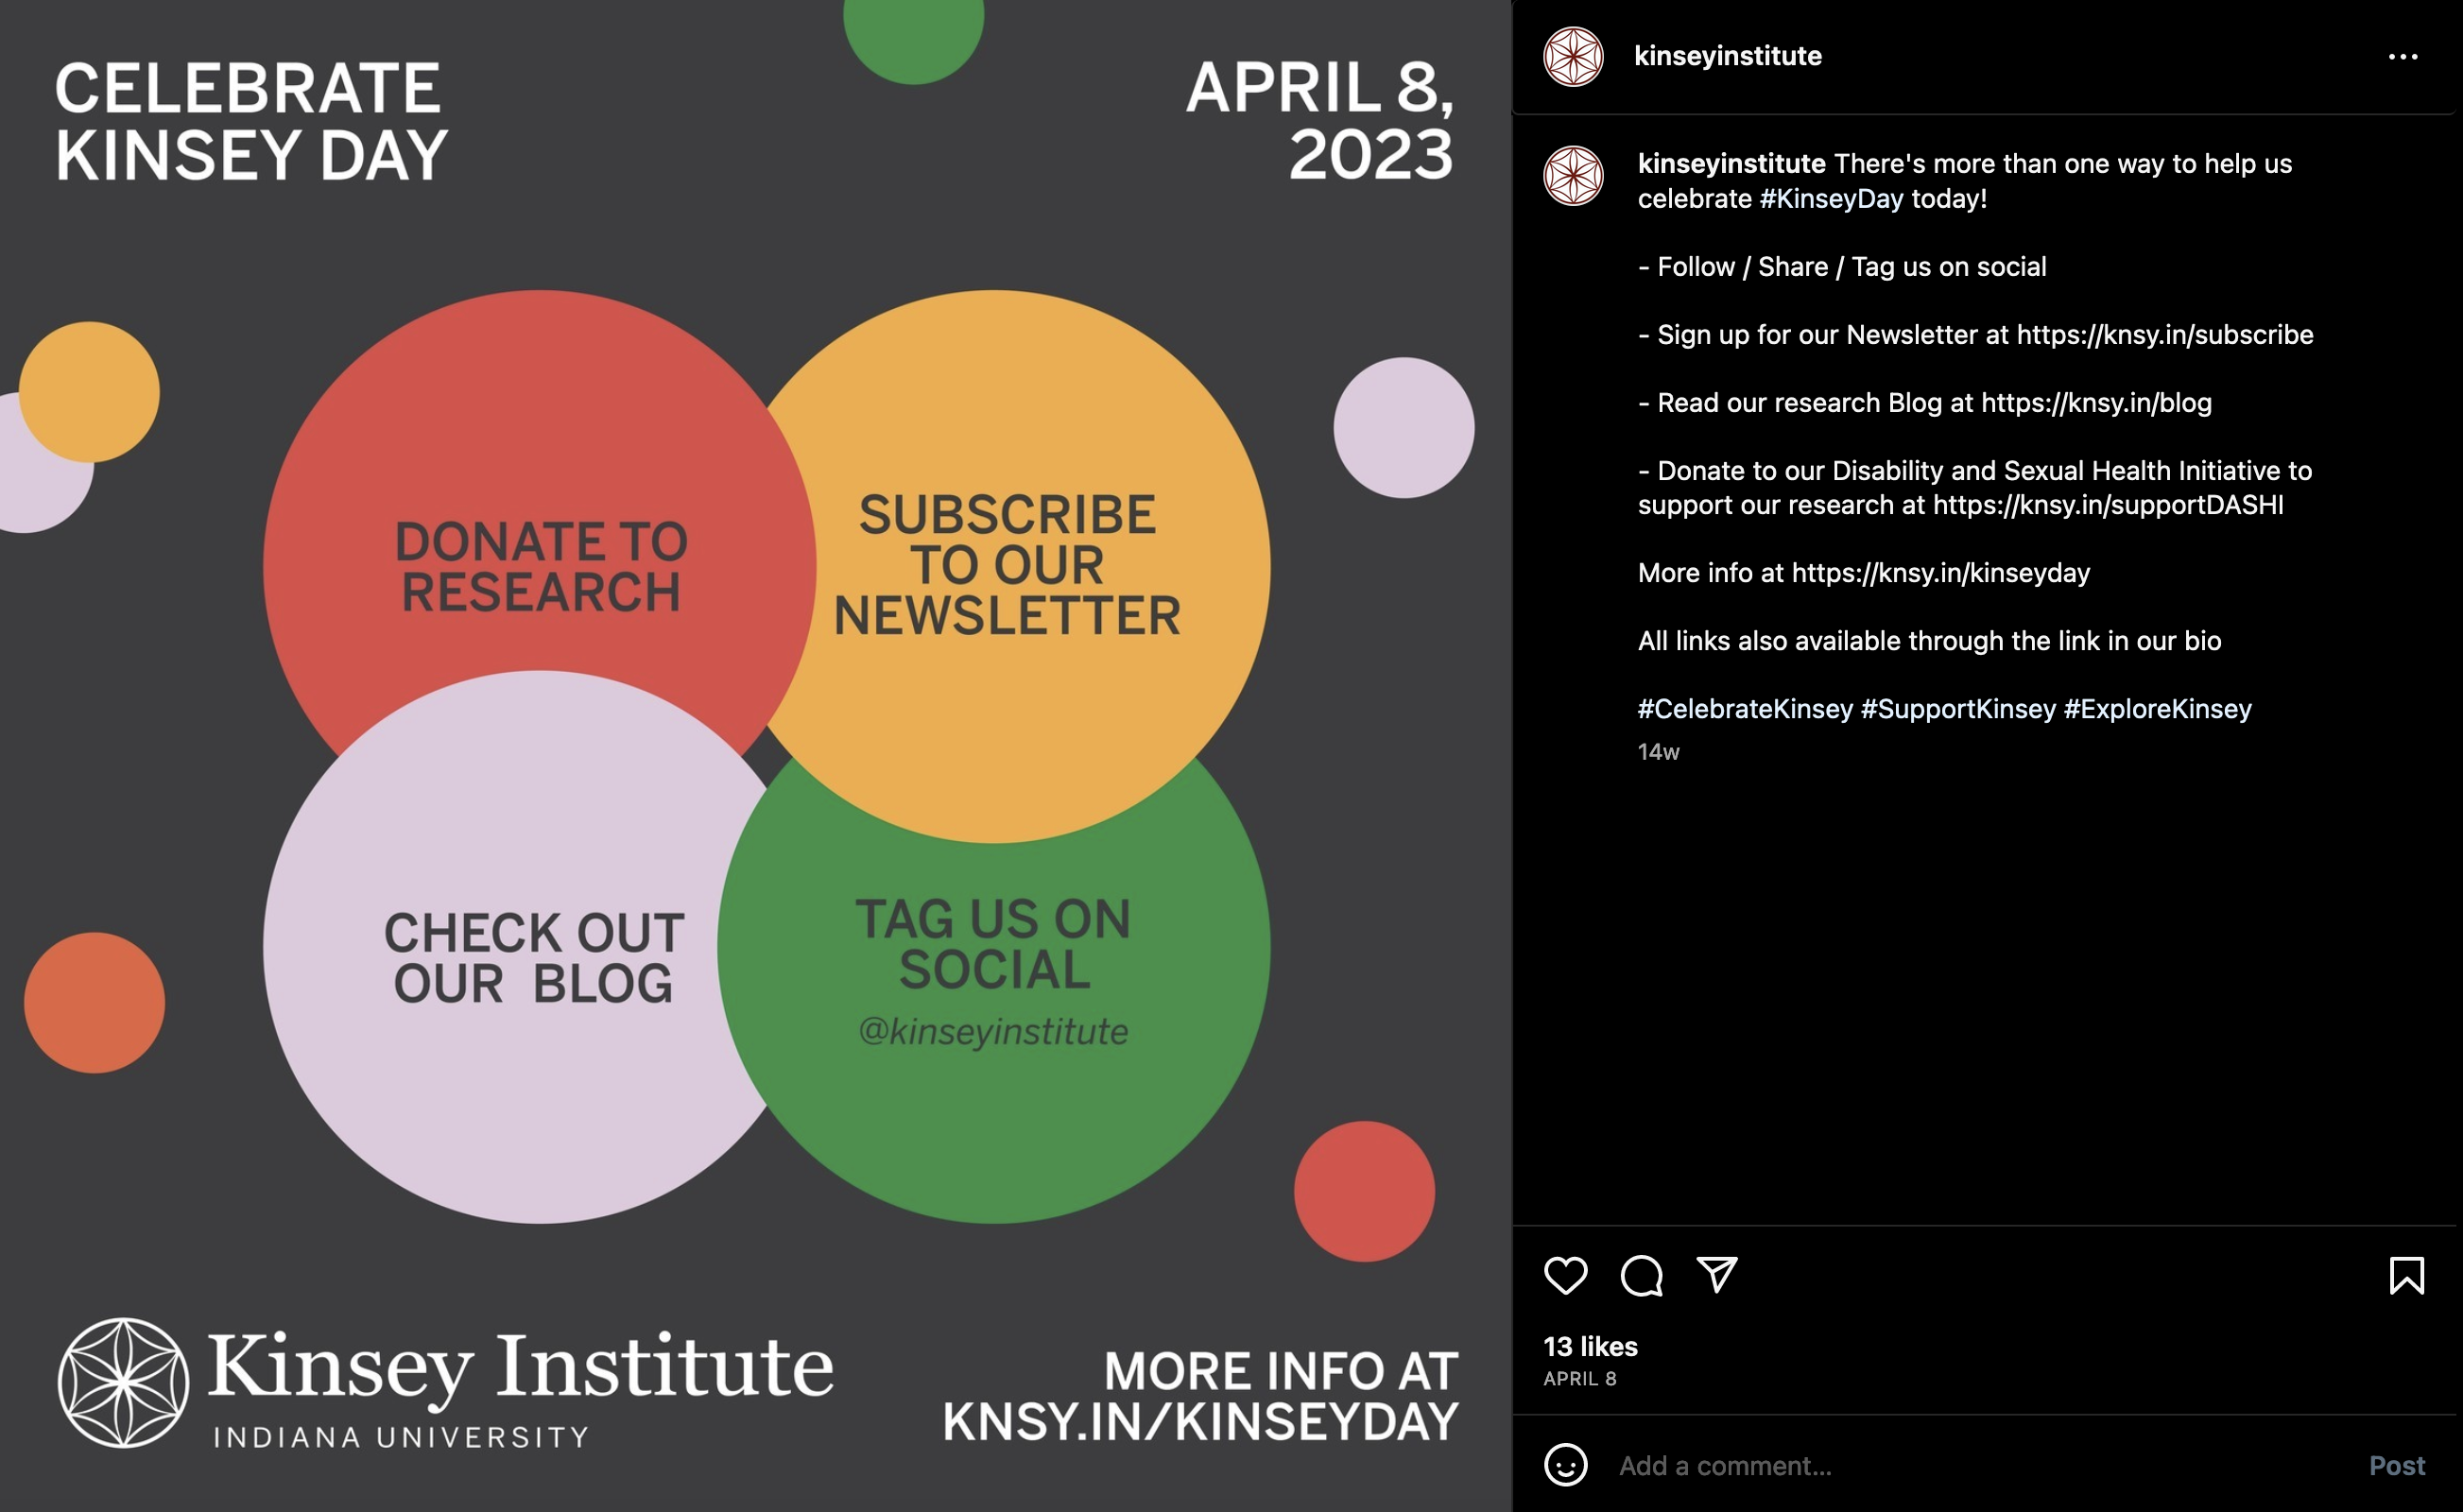 CELEBRATE
KINSEY DAY
APRIL 8,
2023
DONATE TO
RESEARCH
SUBSCRIBE
TO OUR
NEWSLETTER
CHECK OUT
OUR BLOG
TAG US ON
SOCIAL
@kinseyinstitute
Kinsey Institute
INDIANA UNIVERSITY
MORE INFO AT
KNSY.IN/KINSEYDAY
kinseyinstitute
kinseyinstitute There's more than one way to help us
celebrate #KinseyDay today!
- Follow / Share / Tag us on social
- Sign up for our Newsletter at https://knsy.in/subscribe
- Read our research Blog at https://knsy.in/blog
- Donate to our Disability and Sexual Health Initiative to
support our research at https://knsy.in/supportDASHI
More info at https://knsy.in/kinseyday
All links also available through the link in our bio
#CelebrateKinsey #SupportKinsey #ExploreKinsey
14w
13 likes
APRIL 8
Add a comment...
Post